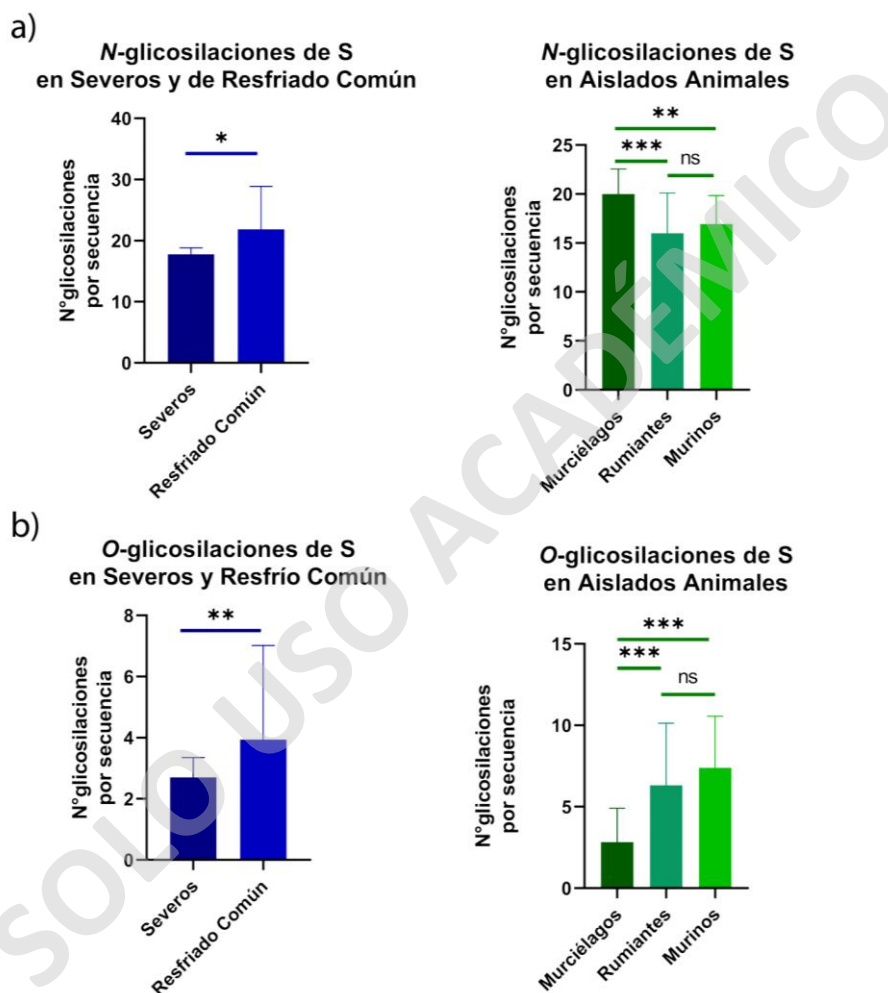 a)
N-glicosilaciones de S
en Severos y de Resfriado Común
N°glicosilaciones
por secuencia
40
30
20
10
0
*
Severos
Resfriado Común
N-glicosilaciones de S
en Aislados Animales
N°glicosilaciones
por secuencia
25
20
15
10
5
0
**
***
ns
Murciélagos
Rumiantes
Murinos
b)
O-glicosilaciones de S
en Severos y Resfrío Común
N°glicosilaciones
por secuencia
8
6
4
2
0
**
Severos
Resfriado Común
O-glicosilaciones de S
en Aislados Animales
N°glicosilaciones
por secuencia
15
10
5
0
***
***
ns
Murciélagos
Rumiantes
Murinos
SOLO USO ACADÉMICO